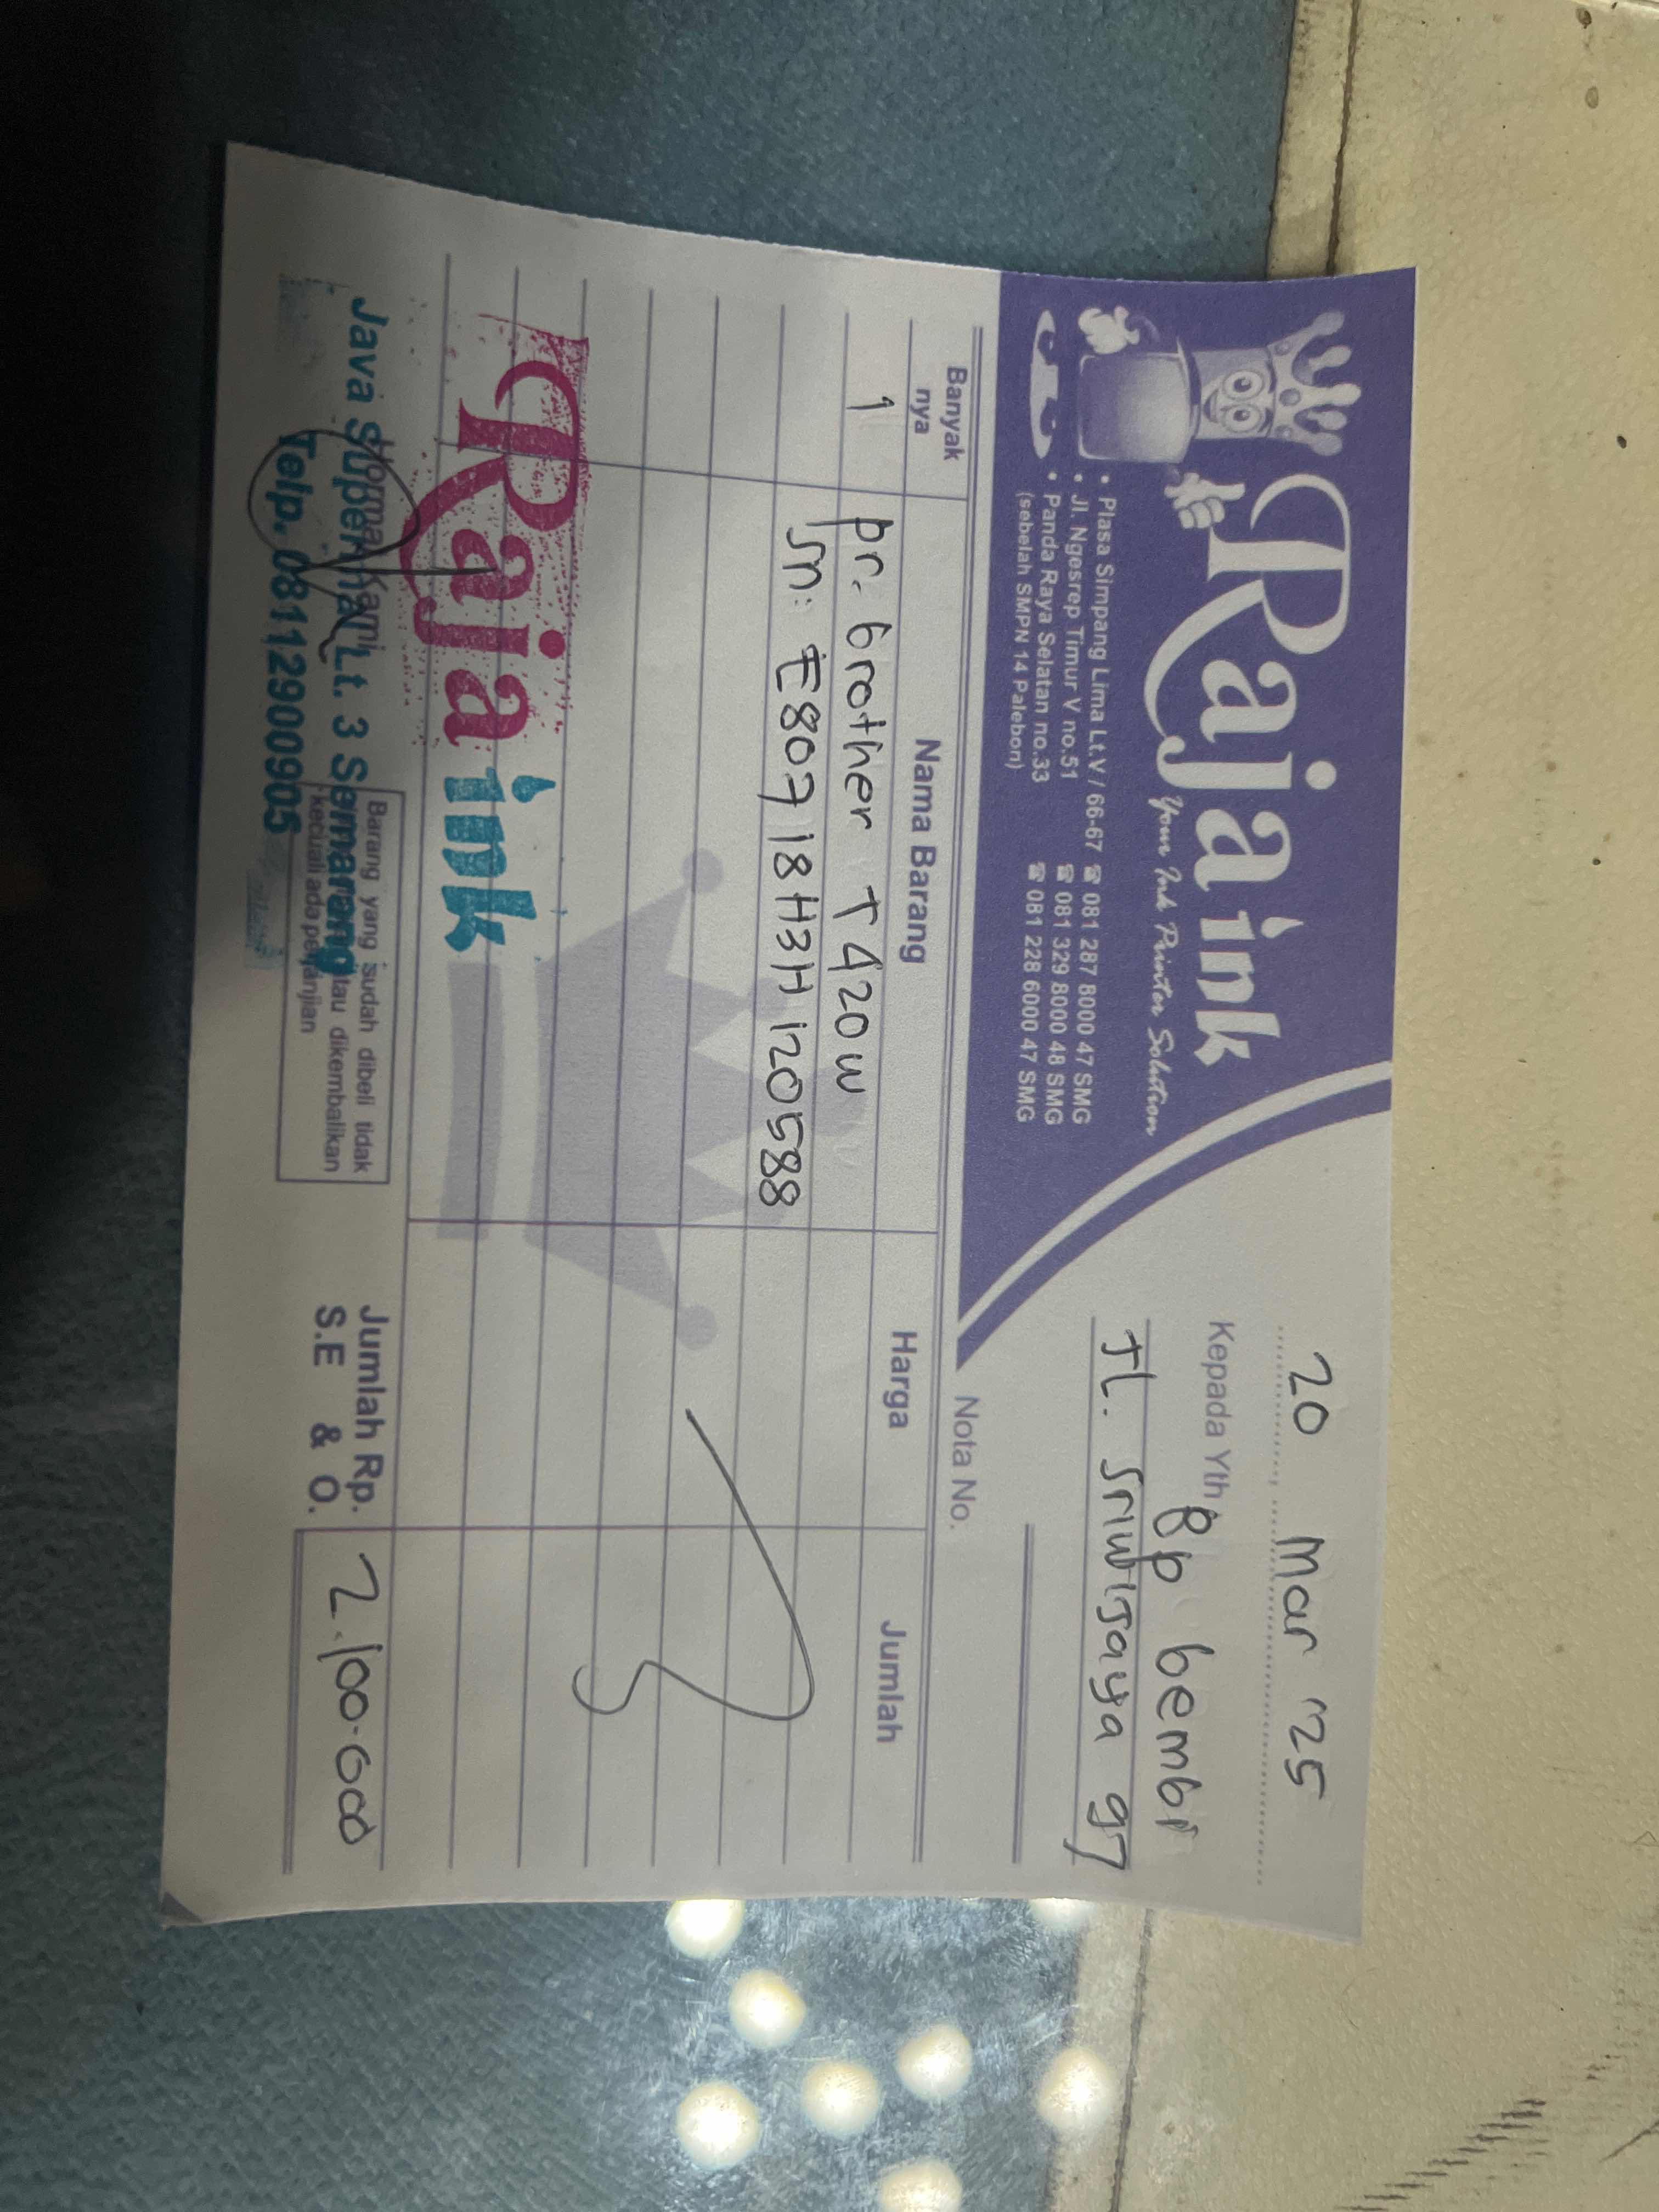 Raja ink
Your Ink Printer Solution
• Plasa Simpang Lima Lt.V / 66-67 ☎ 081 287 8000 47 SMG
• Jl. Ngesrep Timur V no.51 ☎ 081 329 8000 48 SMG
• Panda Raya Selatan no.33 ☎ 081 228 6000 47 SMG
(sebelah SMPN 14 Palebon)
20 Mar '25
Kepada Yth Bp bembi
JL. Sriwijaya 97
Nota No.
Banyak nya Nama Barang Harga Jumlah
1 pr. brother T420W
Sn: E80718H3H120588
Raja ink
Hormat Kami,
Java Supermal Lt. 3 Semarang
Telp. 08112900905
Barang yang sudah dibeli tidak
atau dikembalikan
kecuali ada perjanjian
Jumlah Rp. 2.100.000
S.E & O.